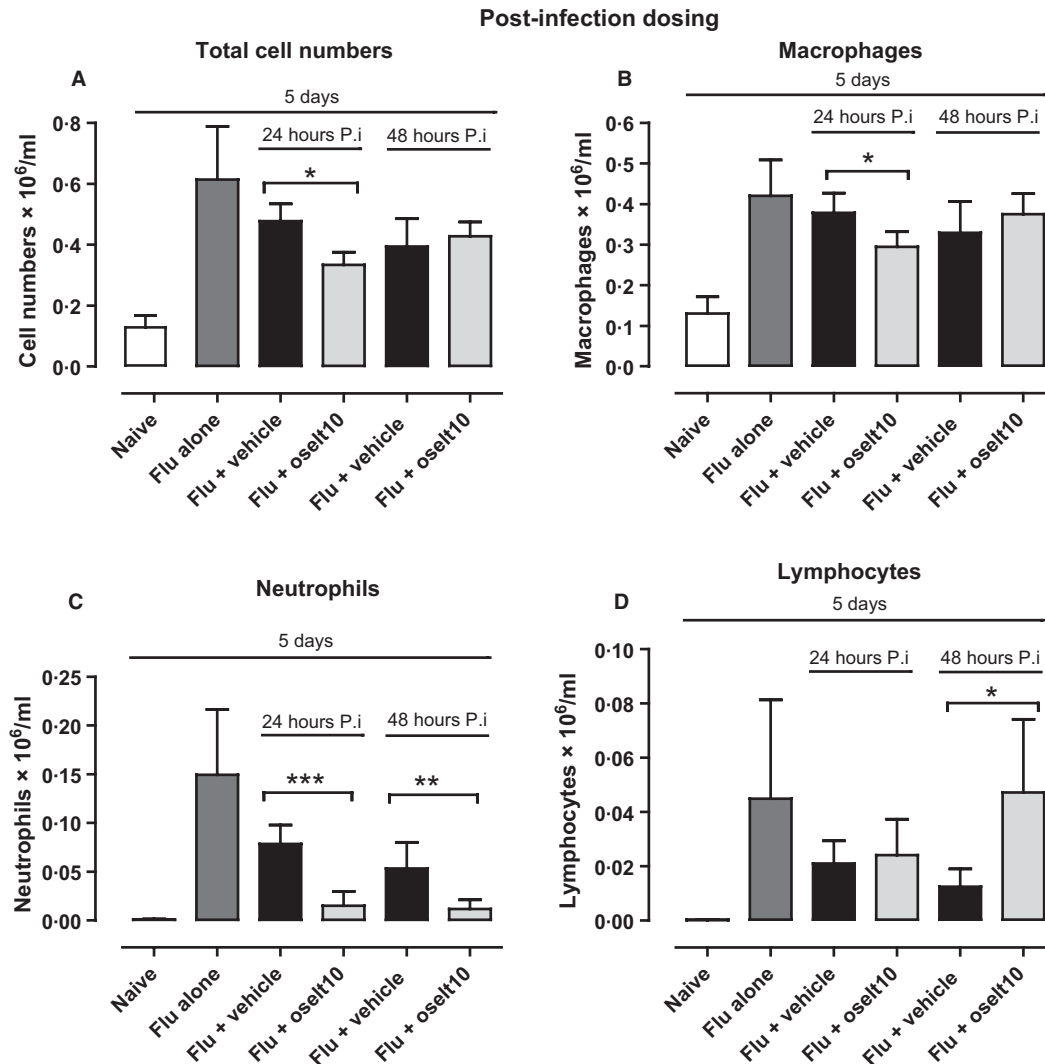 Post-infection dosing
Total cell numbers
A
5 days
24 hours P.i
48 hours P.i
*
Cell numbers × 10⁶/ml
0·8
0·6
0·4
0·2
0·0
Naive
Flu alone
Flu + vehicle
Flu + oselt10
Flu + vehicle
Flu + oselt10
Macrophages
B
5 days
24 hours P.i
48 hours P.i
*
Macrophages × 10⁶/ml
0·6
0·5
0·4
0·3
0·2
0·1
0·0
Naive
Flu alone
Flu + vehicle
Flu + oselt10
Flu + vehicle
Flu + oselt10
Neutrophils
C
5 days
24 hours P.i
48 hours P.i
***
**
Neutrophils × 10⁶/ml
0·25
0·20
0·15
0·10
0·05
0·00
Naive
Flu alone
Flu + vehicle
Flu + oselt10
Flu + vehicle
Flu + oselt10
Lymphocytes
D
5 days
24 hours P.i
48 hours P.i
*
Lymphocytes × 10⁶/ml
0·10
0·08
0·06
0·04
0·02
0·00
Naive
Flu alone
Flu + vehicle
Flu + oselt10
Flu + vehicle
Flu + oselt10